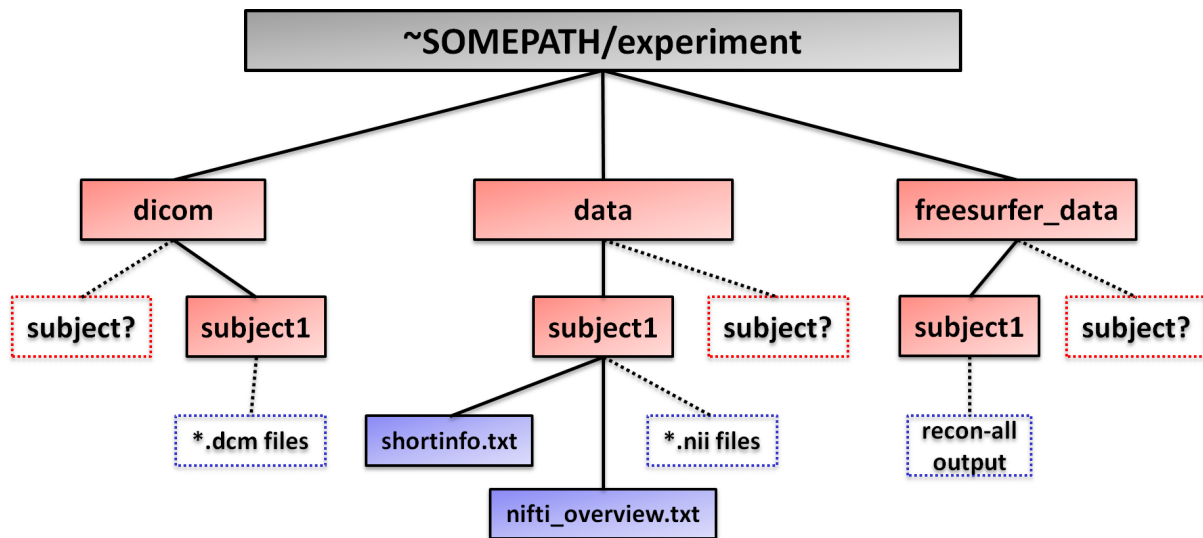 ~SOMEPATH/experiment
dicom
data
freesurfer_data
subject?
subject1
subject1
subject?
subject1
subject?
*.dcm files
shortinfo.txt
*.nii files
recon-all
output
nifti_overview.txt